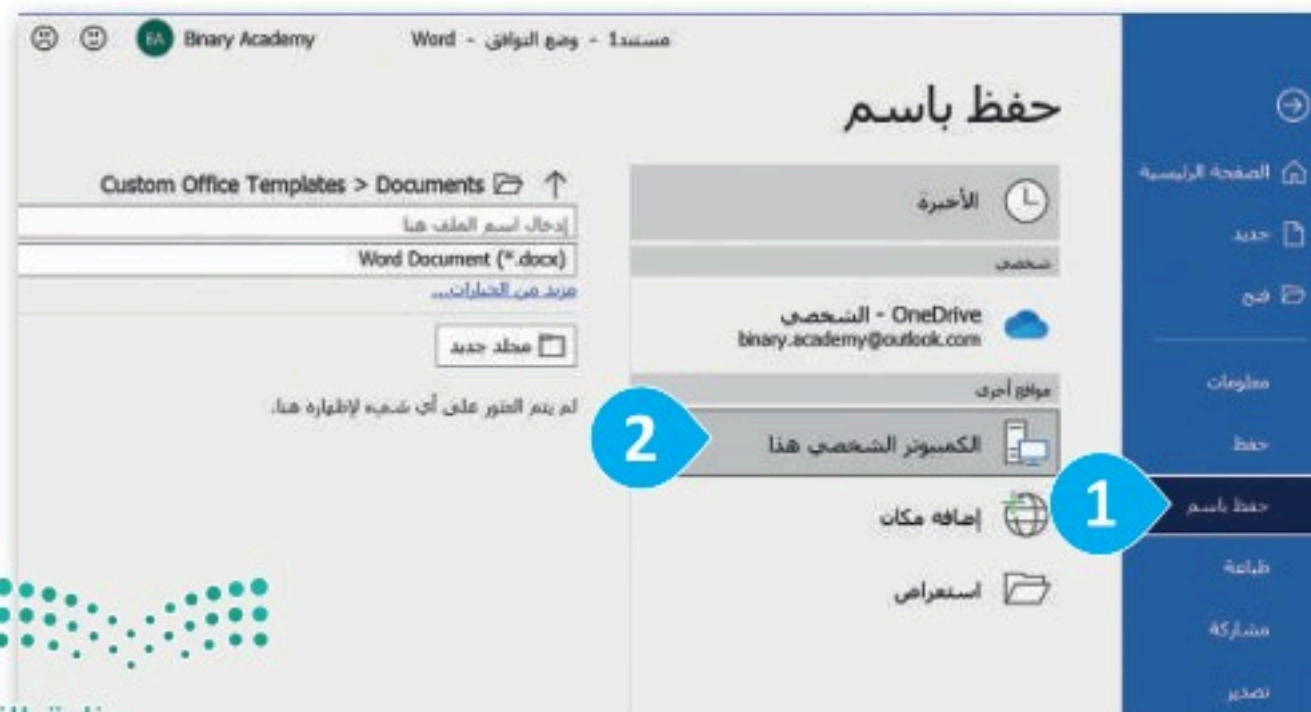 مستند1 - وضع التوافق - Word
Binary Academy
BA
حفظ باسم
الصفحة الرئيسية
جديد
فتح
معلومات
حفظ
حفظ باسم
طباعة
مشاركة
تصدير
1
الأخيرة
شخصي
OneDrive - الشخصي
binary.academy@outlook.com
مواقع أخرى
الكمبيوتر الشخصي هذا
2
إضافة مكان
استعراض
Custom Office Templates > Documents
إدخال اسم الملف هنا
Word Document (*.docx)
مزيد من الخيارات...
مجلد جديد
لم يتم العثور على أي شيء لإظهاره هنا.